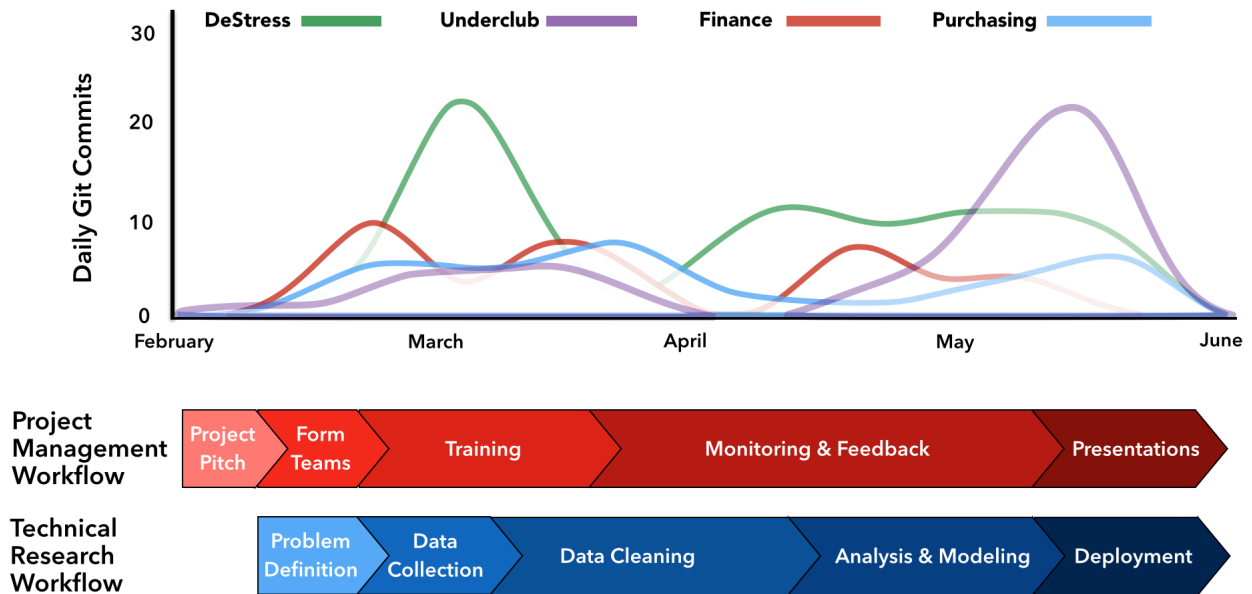 DeStress Underclub Finance Purchasing
Daily Git Commits
30
20
10
0
February March April May June
Project
Management
Workflow
Project
Pitch
Form
Teams
Training
Monitoring & Feedback
Presentations
Technical
Research
Workflow
Problem
Definition
Data
Collection
Data Cleaning
Analysis & Modeling
Deployment